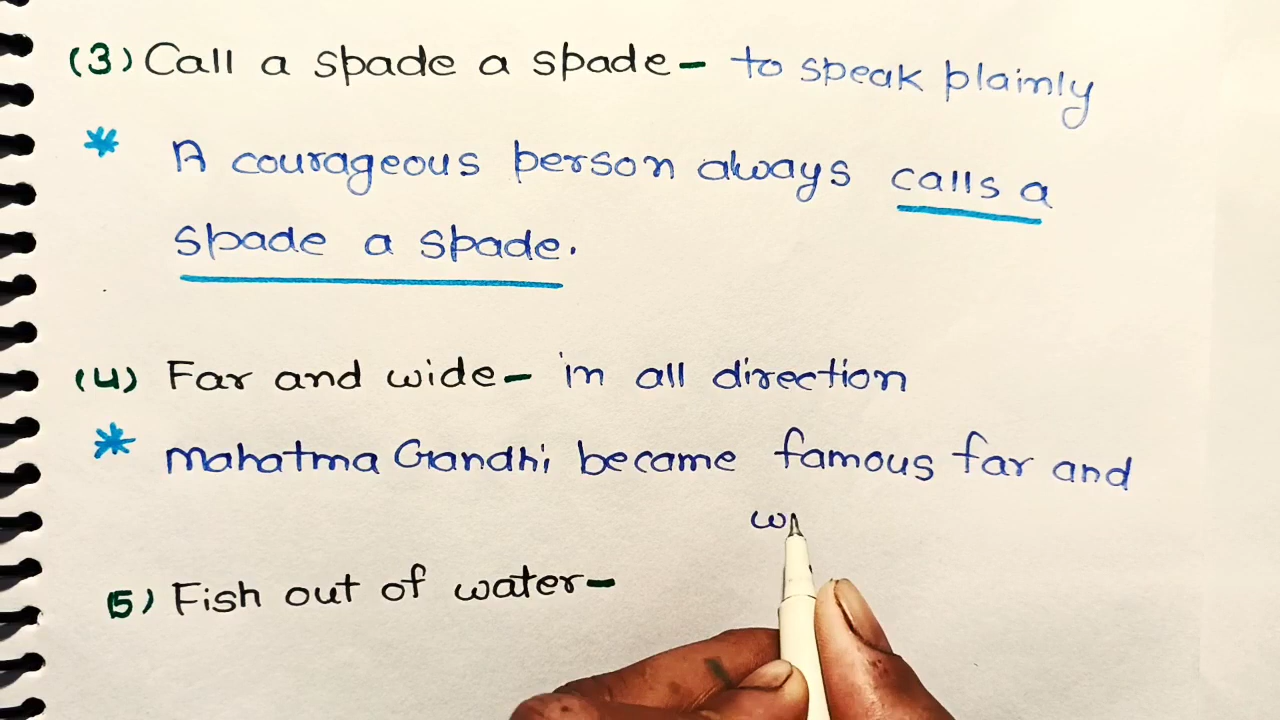 (3) Call a spade a spade - to speak plainly
* A courageous person always calls a
spade a spade.
(4) Far and wide - in all direction
* Mahatma Gandhi became famous far and
w
5) Fish out of water -